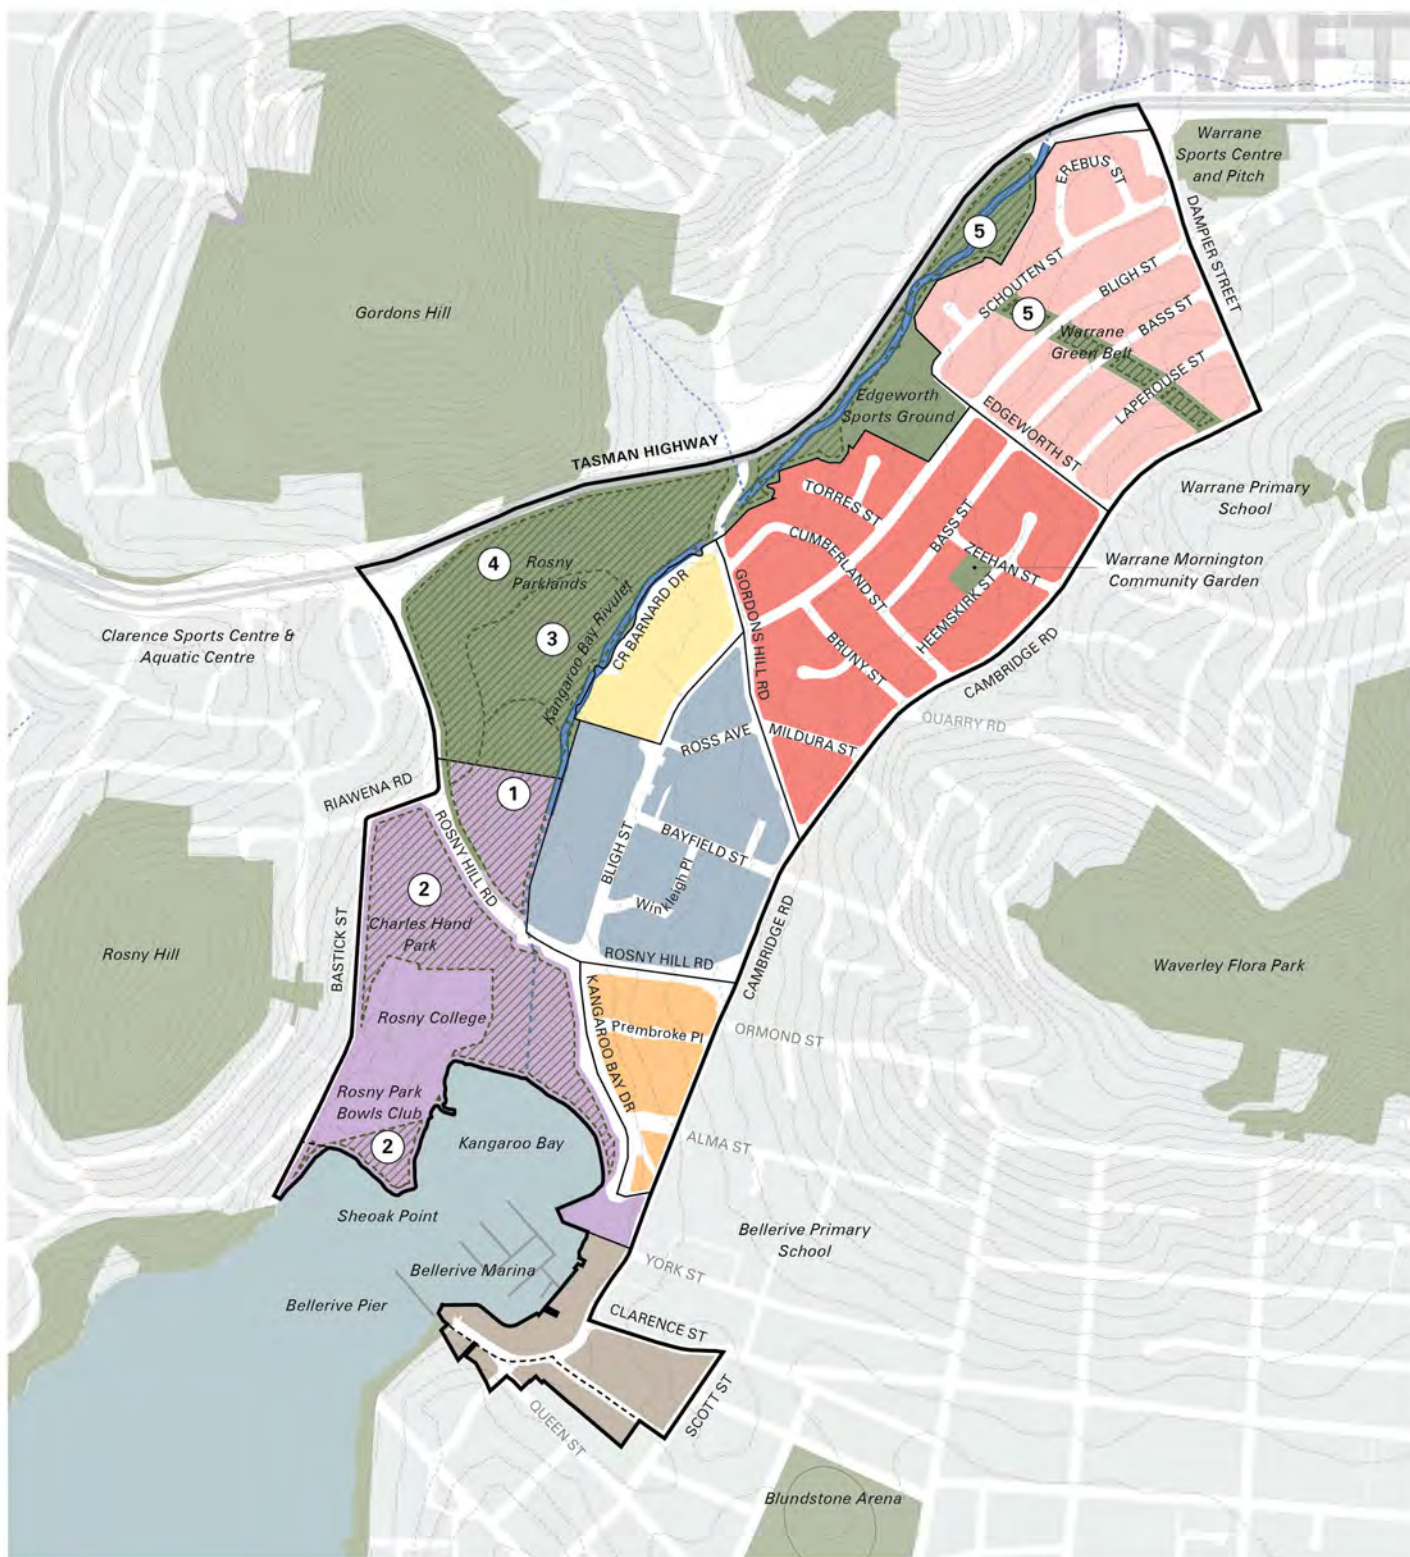 DRAFT
Warrane
Sports Centre
and Pitch
EREBUS ST
DAMPIER STREET
5
SCHOUTEN ST
BLIGH ST
Gordons Hill
5
BASS ST
Warrane
Green Belt
LAPEROUSE ST
Edgeworth
Sports Ground
EDGEWORTH ST
TASMAN HIGHWAY
Warrane Primary
School
TORRES ST
BASS ST
CUMBERLAND ST
ZEEHAN ST
Warrane Mornington
Community Garden
4
Rosny
Parklands
GORDONS HILL RD
HEEMSKIRK ST
CR BARNARD DR
Kangaroo Bay Rivulet
3
Clarence Sports Centre &
Aquatic Centre
BRUNY ST
CAMBRIDGE RD
QUARRY RD
ROSS AVE
MILDURA ST
RIAWENA RD
1
ROSNY HILL RD
BLIGH ST
BAYFIELD ST
Winkleigh Pl
2
Charles Hand
Park
BASTICK ST
Rosny Hill
ROSNY HILL RD
CAMBRIDGE RD
Waverley Flora Park
Rosny College
KANGAROO BAY DR
Prembroke Pl
ORMOND ST
Rosny Park
Bowls Club
Kangaroo Bay
2
ALMA ST
Sheoak Point
Bellerive Primary
School
Bellerive Marina
YORK ST
Bellerive Pier
CLARENCE ST
SCOTT ST
QUEEN ST
Blundstone Arena